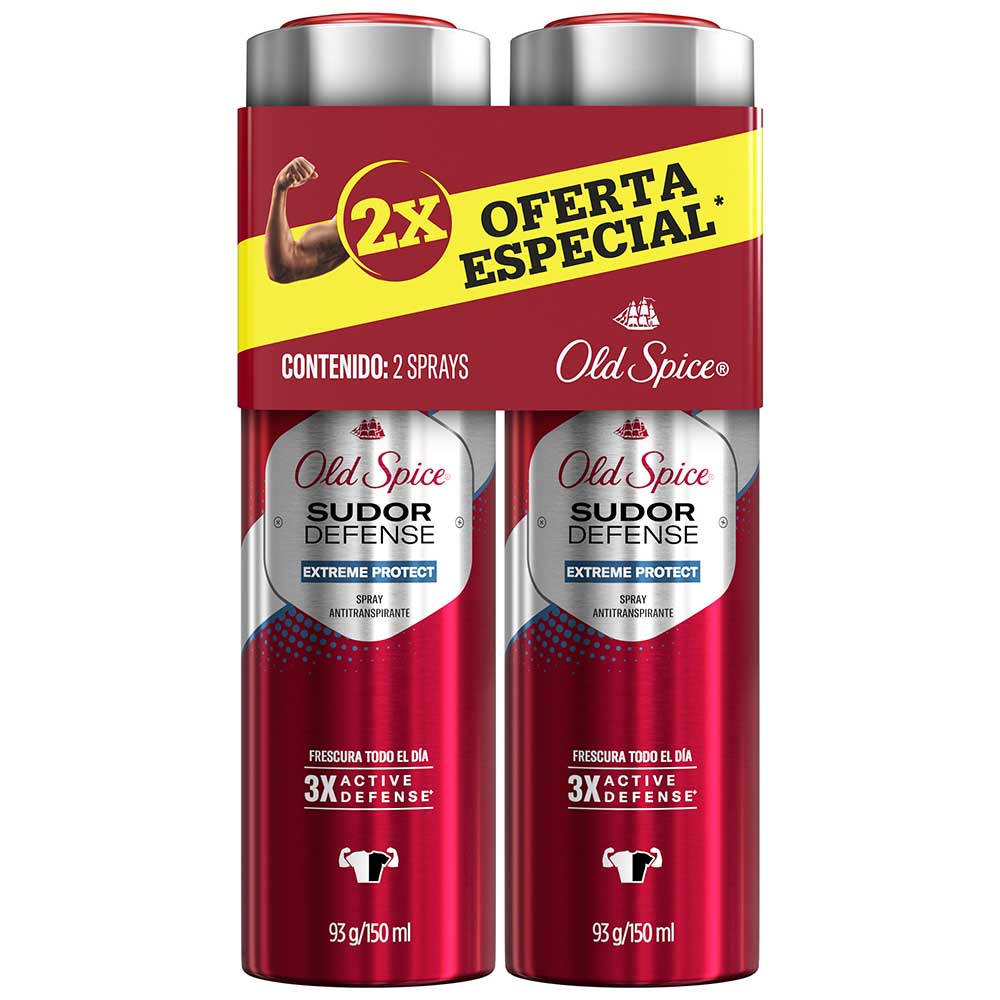 2X
OFERTA
ESPECIAL*
CONTENIDO: 2 SPRAYS
Old Spice®
Old Spice®
SUDOR
DEFENSE
EXTREME PROTECT
SPRAY
ANTITRANSPIRANTE
FRESCURA TODO EL DÍA
3X ACTIVE
DEFENSE+
93 g/150 ml
Old Spice®
SUDOR
DEFENSE
EXTREME PROTECT
SPRAY
ANTITRANSPIRANTE
FRESCURA TODO EL DÍA
3X ACTIVE
DEFENSE+
93 g/150 ml